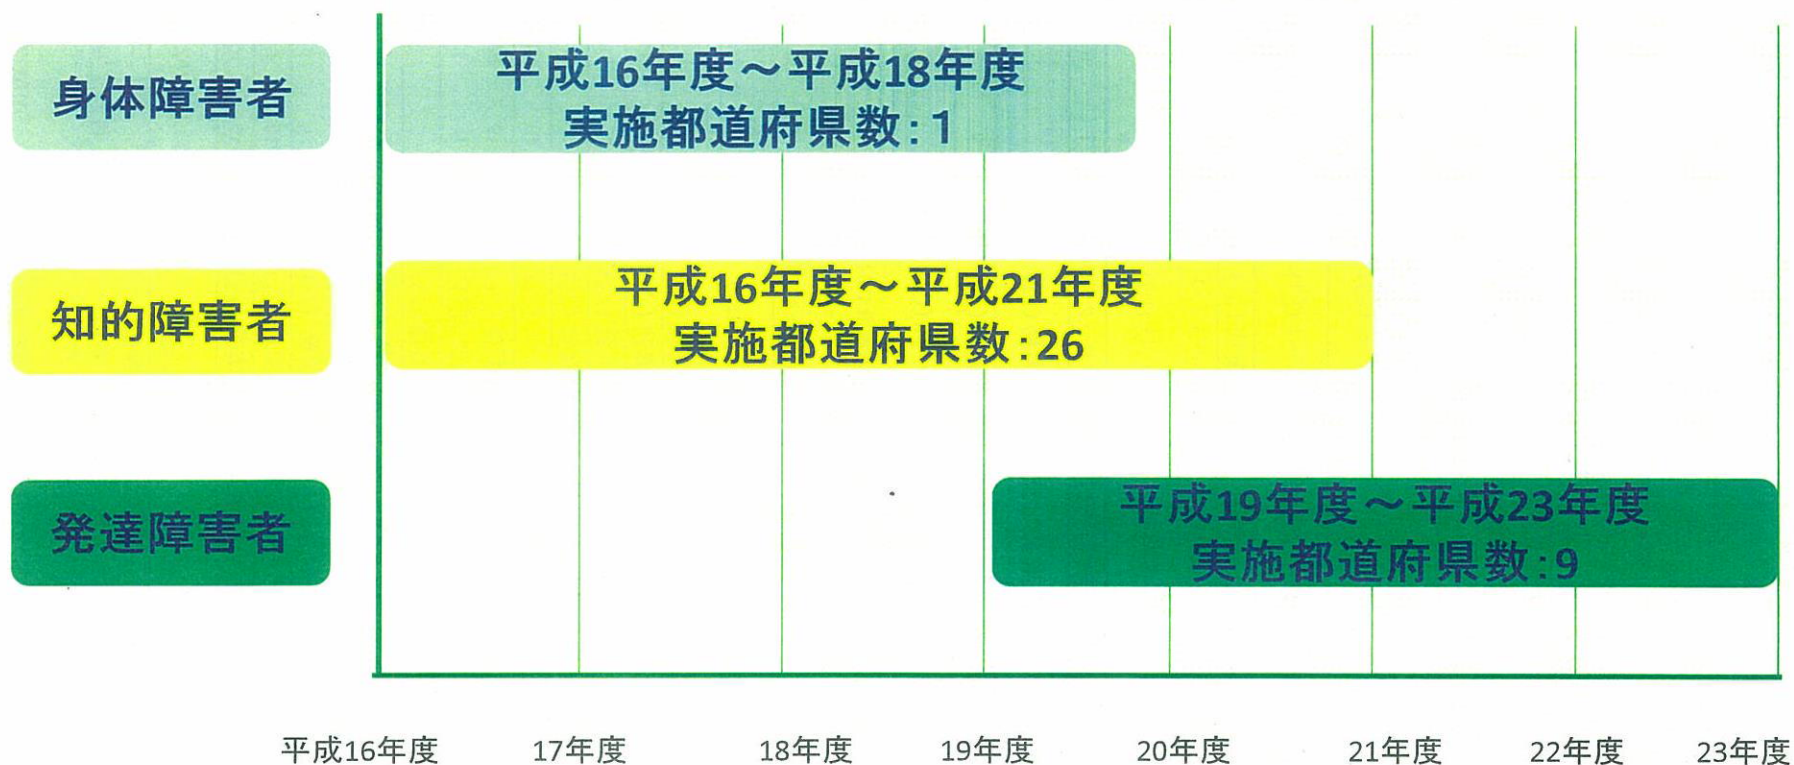 身体障害者
平成16年度～平成18年度
実施都道府県数:1
知的障害者
平成16年度～平成21年度
実施都道府県数:26
発達障害者
平成19年度～平成23年度
実施都道府県数:9
平成16年度 17年度 18年度 19年度 20年度 21年度 22年度 23年度